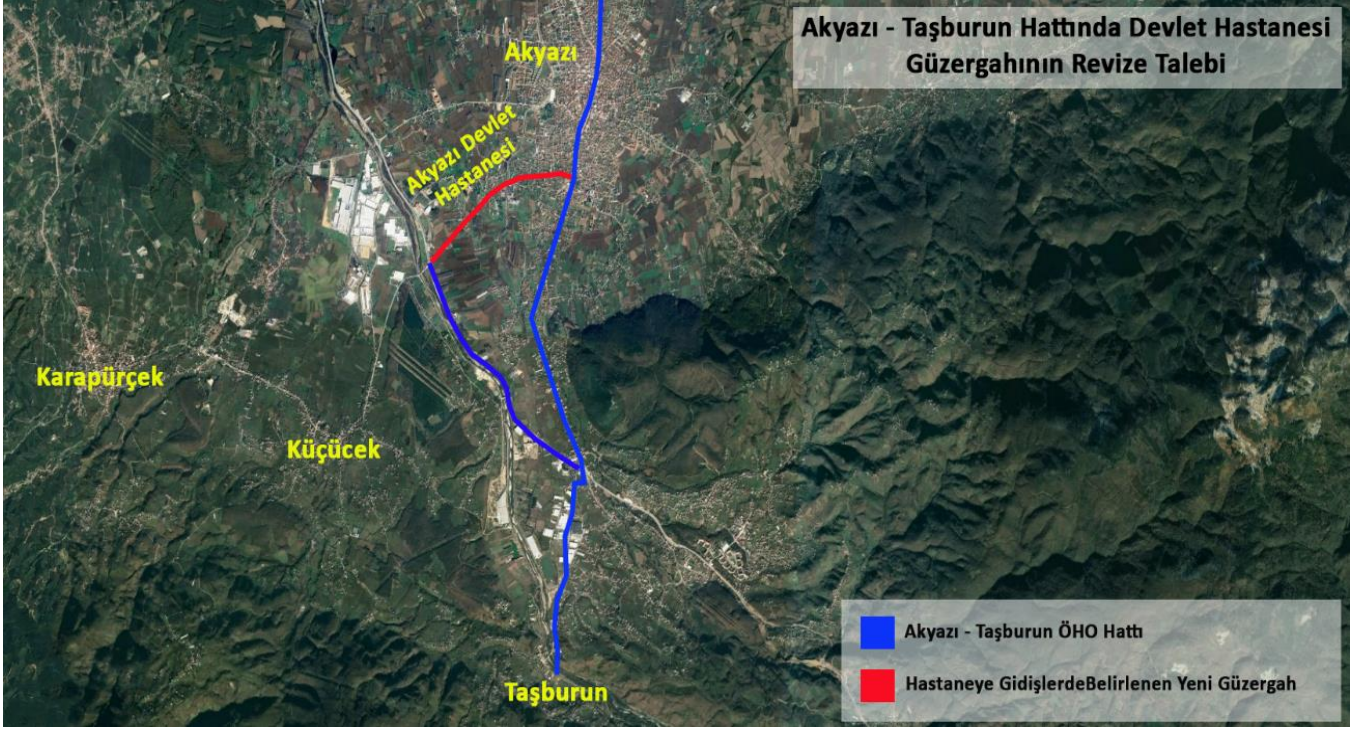 Akyazı - Taşburun Hattında Devlet Hastanesi
Güzergahının Revize Talebi
Akyazı
Akyazı Devlet
Hastanesi
Karapürçek
Küçücek
Taşburun
Akyazı - Taşburun ÖHO Hattı
Hastaneye GidişlerdeBelirlenen Yeni Güzergah